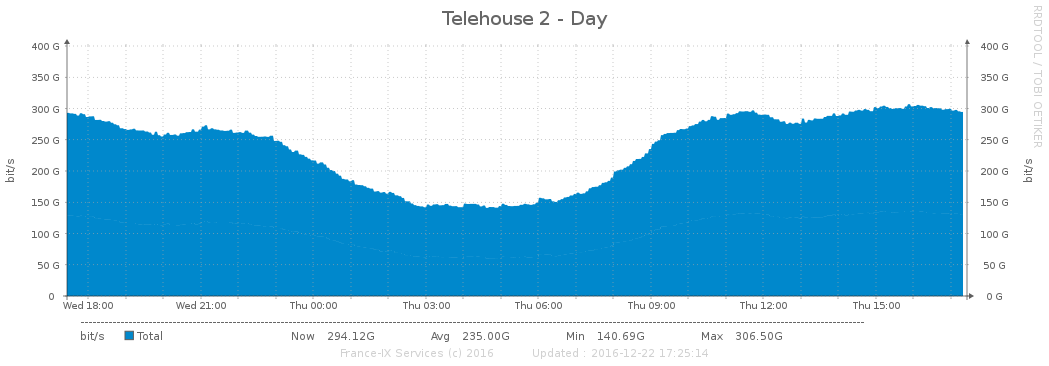 Telehouse 2 - Day
RRDTOOL / TOBI OETIKER
400 G 400 G
350 G 350 G
300 G 300 G
250 G 250 G
200 G 200 G
150 G 150 G
100 G 100 G
50 G 50 G
0 0 G
bit/s bit/s
Wed 18:00 Wed 21:00 Thu 00:00 Thu 03:00 Thu 06:00 Thu 09:00 Thu 12:00 Thu 15:00
bit/s Total Now 294.12G Avg 235.00G Min 140.69G Max 306.50G
France-IX Services (c) 2016 Updated : 2016-12-22 17:25:14